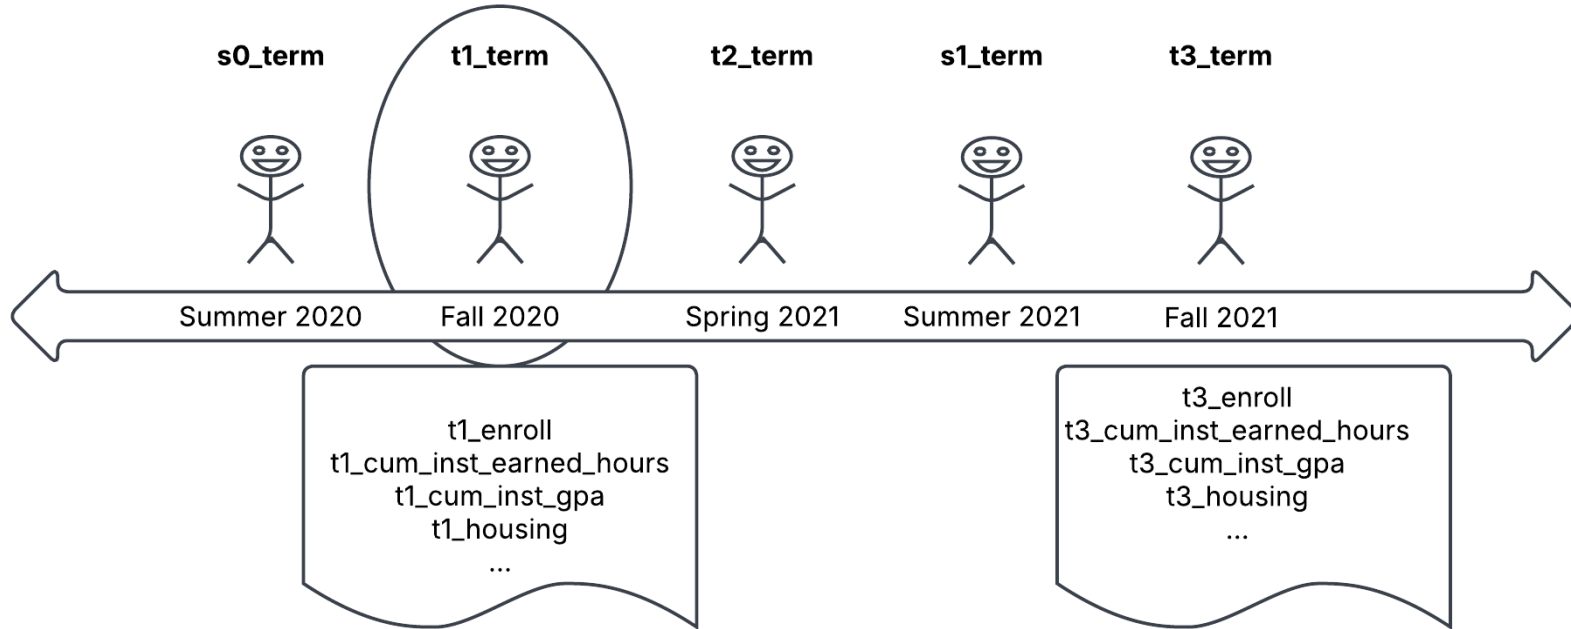 s0_term t1_term t2_term s1_term t3_term
Summer 2020 Fall 2020 Spring 2021 Summer 2021 Fall 2021
t1_enroll
t1_cum_inst_earned_hours
t1_cum_inst_gpa
t1_housing
...
t3_enroll
t3_cum_inst_earned_hours
t3_cum_inst_gpa
t3_housing
...